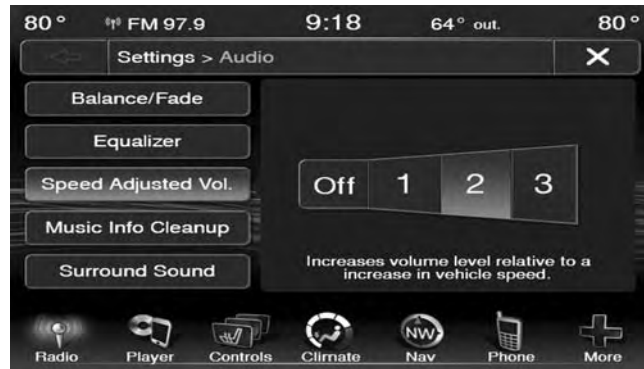 80° FM 97.9 9:18 64° out. 80°
Settings > Audio
Balance/Fade
Equalizer
Speed Adjusted Vol.
Music Info Cleanup
Surround Sound
Off 1 2 3
Increases volume level relative to a
increase in vehicle speed.
NW
Radio Player Controls Climate Nav Phone More